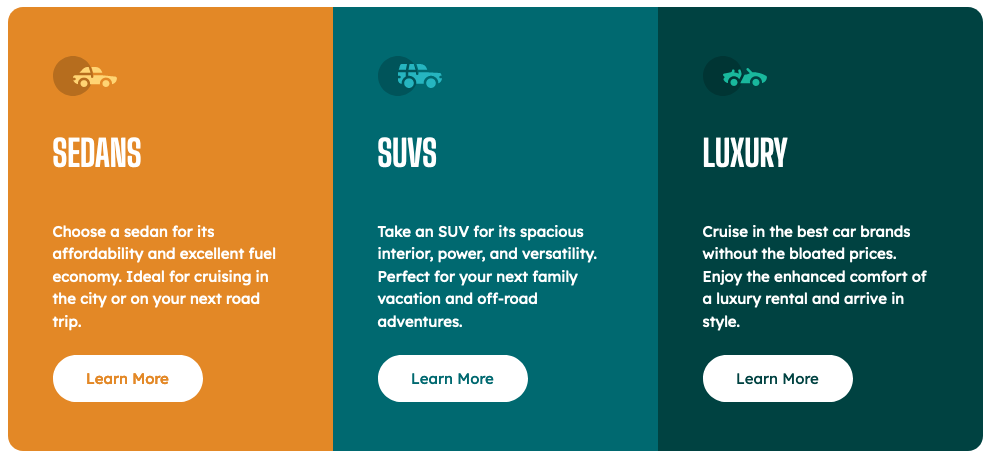 SEDANS
Choose a sedan for its
affordability and excellent fuel
economy. Ideal for cruising in
the city or on your next road
trip.
Learn More
SUVS
Take an SUV for its spacious
interior, power, and versatility.
Perfect for your next family
vacation and off-road
adventures.
Learn More
LUXURY
Cruise in the best car brands
without the bloated prices.
Enjoy the enhanced comfort of
a luxury rental and arrive in
style.
Learn More